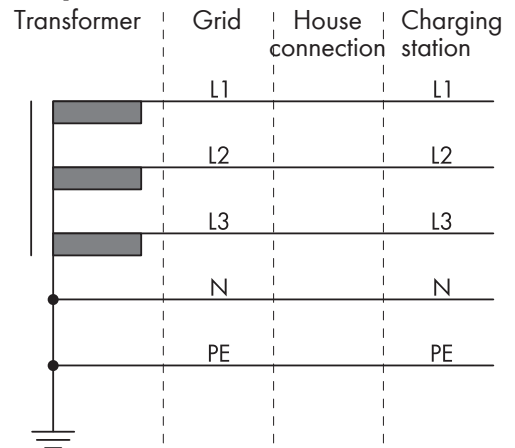 Transformer Grid House connection Charging station
L1 L1
L2 L2
L3 L3
N N
PE PE